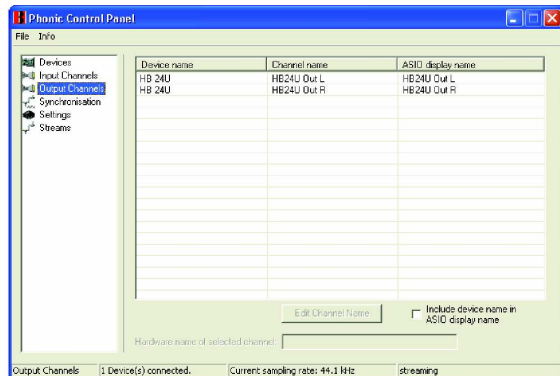 Phonic Control Panel
File Info
Devices
Input Channels
Output Channels
Synchronisation
Settings
Streams
Device name Channel name ASIO display name
HB 24U HB24U Out L HB24U Out L
HB 24U HB24U Out R HB24U Out R
Edit Channel Name
Include device name in
ASIO display name
Hardware name of selected channel:
Output Channels 1 Device(s) connected. Current sampling rate: 44.1 kHz streaming